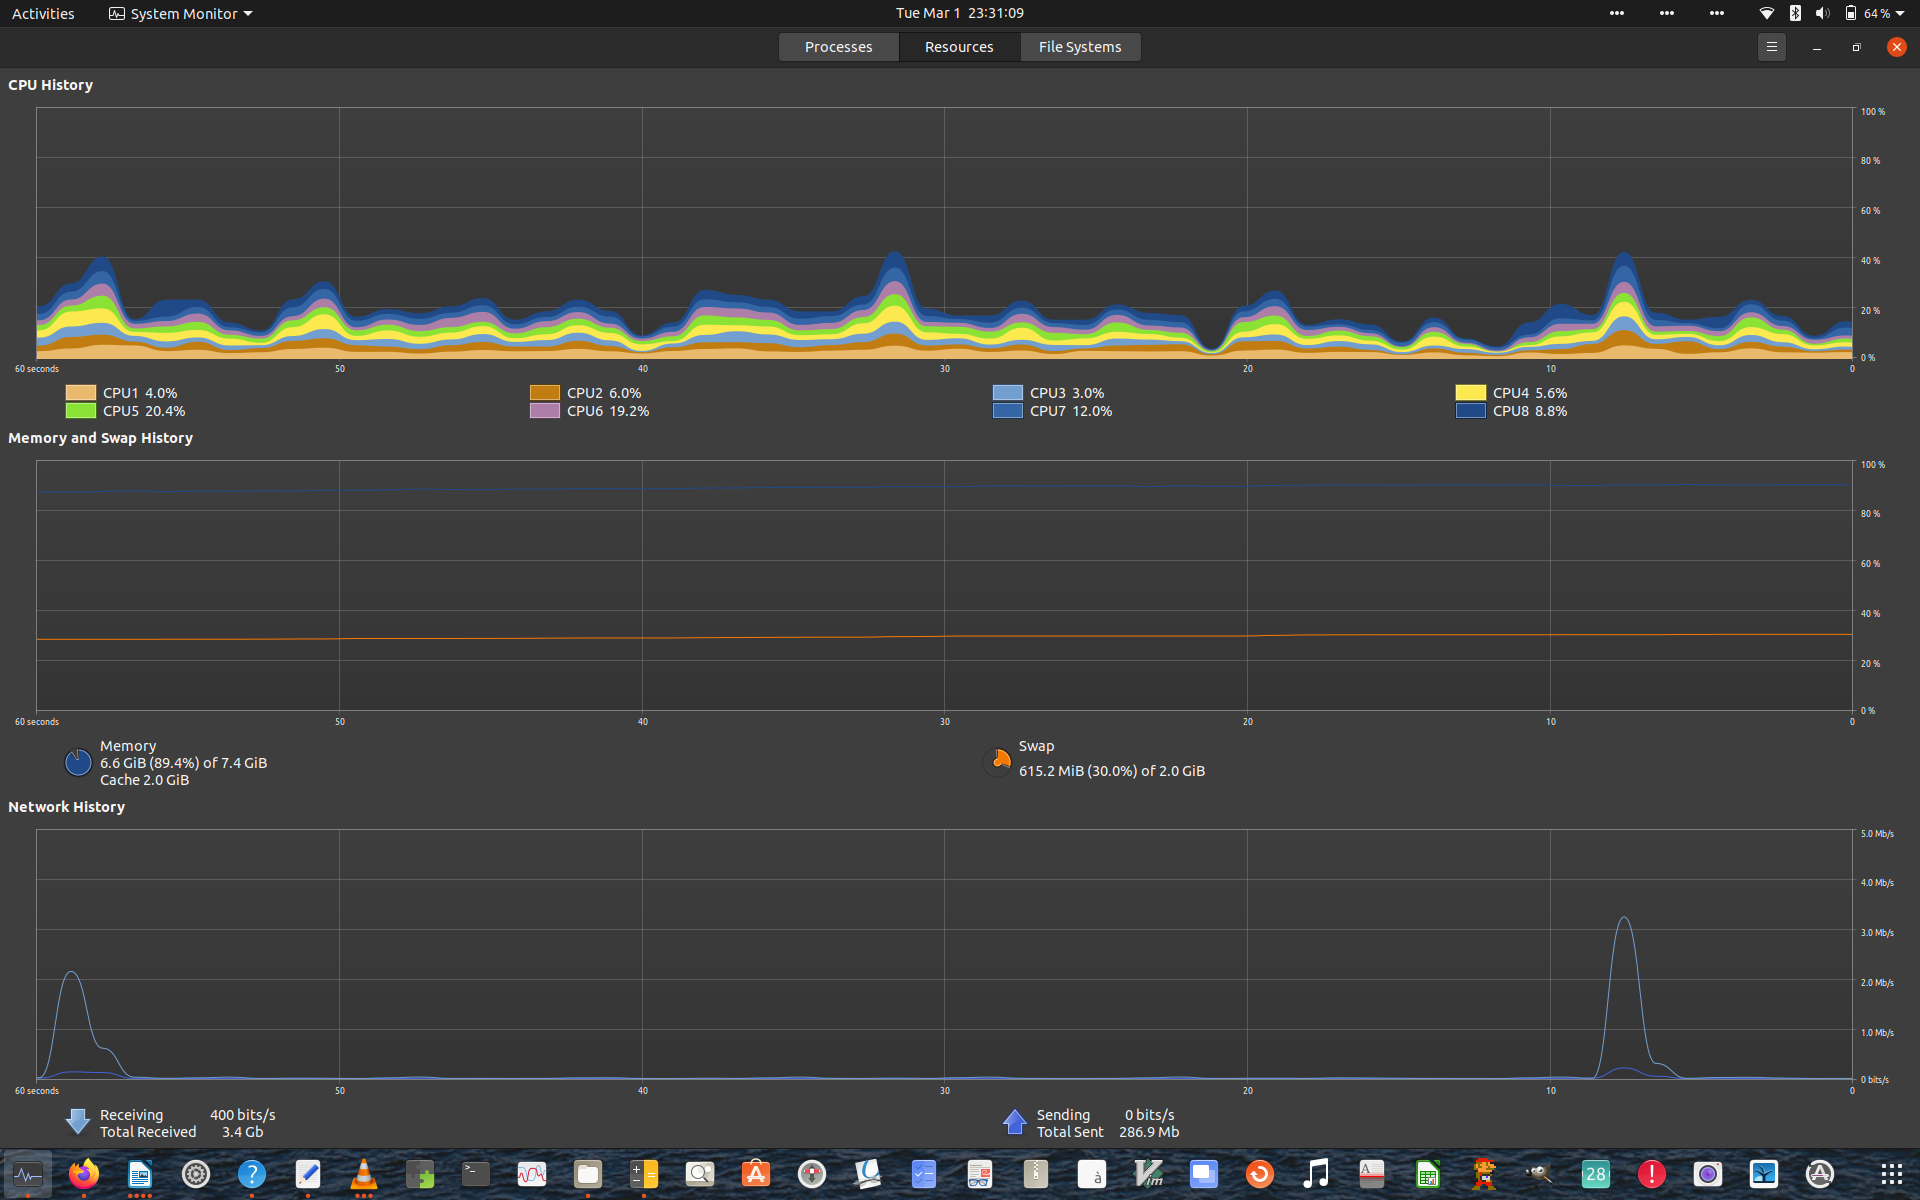 Activities System Monitor Tue Mar 1 23:31:09 64 %
Processes Resources File Systems
CPU History
100 %
80 %
60 %
40 %
20 %
0 %
60 seconds 50 40 30 20 10 0
CPU1 4.0% CPU2 6.0% CPU3 3.0% CPU4 5.6%
CPU5 20.4% CPU6 19.2% CPU7 12.0% CPU8 8.8%
Memory and Swap History
100 %
80 %
60 %
40 %
20 %
0 %
60 seconds 50 40 30 20 10 0
Memory
6.6 GiB (89.4%) of 7.4 GiB
Cache 2.0 GiB
Swap
615.2 MiB (30.0%) of 2.0 GiB
Network History
5.0 Mb/s
4.0 Mb/s
3.0 Mb/s
2.0 Mb/s
1.0 Mb/s
0 bits/s
60 seconds 50 40 30 20 10 0
Receiving 400 bits/s Sending 0 bits/s
Total Received 3.4 Gb Total Sent 286.9 Mb
? >_ A à Vim A 28 !